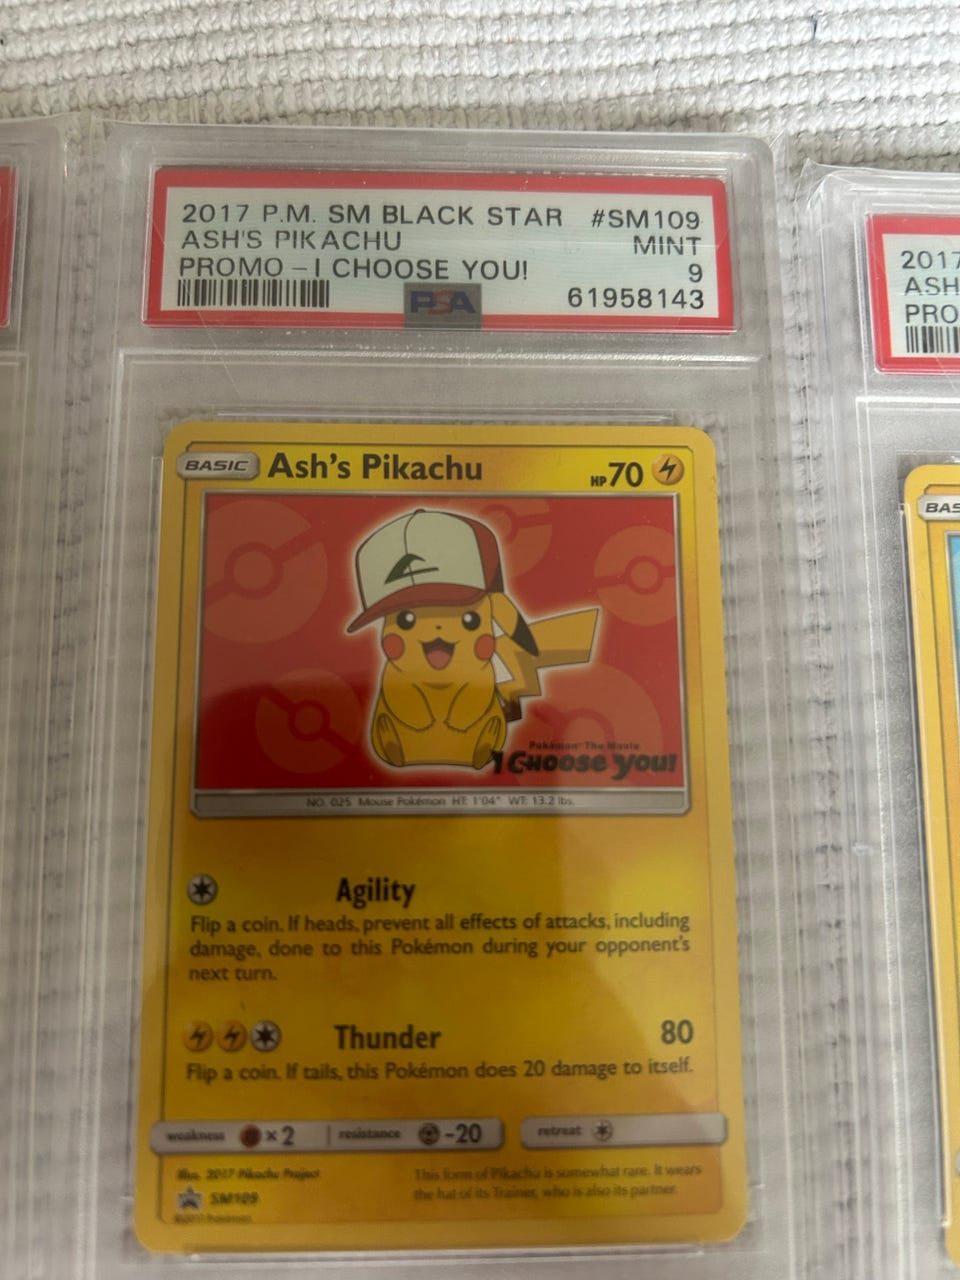 2017 P.M. SM BLACK STAR #SM109
ASH'S PIKACHU MINT
PROMO - I CHOOSE YOU! 9
61958143
PSA
BASIC Ash's Pikachu HP 70
Pokémon The Movie
I Choose You!
NO. 025 Mouse Pokémon HT: 1'04" WT: 13.2 lbs.
Agility
Flip a coin. If heads, prevent all effects of attacks, including
damage, done to this Pokémon during your opponent's
next turn.
Thunder 80
Flip a coin. If tails, this Pokémon does 20 damage to itself.
weakness ×2 resistance -20 retreat
Illus. 2017 Pikachu Project
SM109
©2017 Pokémon
This form of Pikachu is somewhat rare. It wears
the hat of its Trainer, who is also its partner.
2017
ASH
PRO
BAS